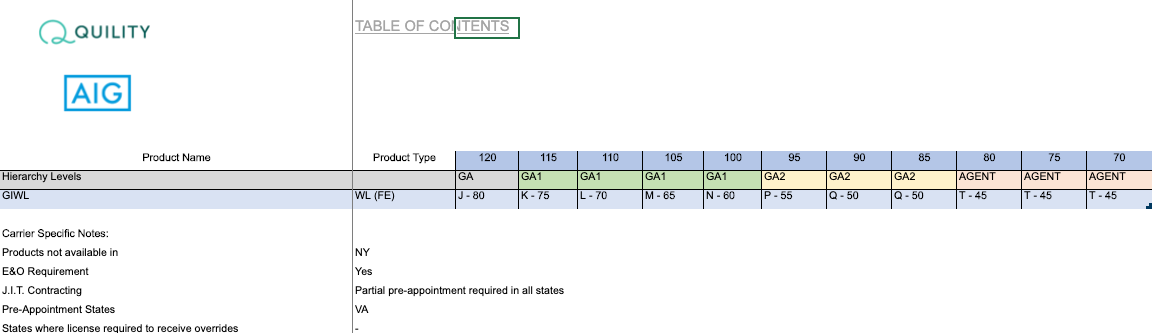 QUILITY
TABLE OF CONTENTS
AIG
Product Name Product Type 120 115 110 105 100 95 90 85 80 75 70
Hierarchy Levels GA GA1 GA1 GA1 GA1 GA2 GA2 GA2 AGENT AGENT AGENT
GIWL WL (FE) J - 80 K - 75 L - 70 M - 65 N - 60 P - 55 Q - 50 Q - 50 T - 45 T - 45 T - 45
Carrier Specific Notes:
Products not available in NY
E&O Requirement Yes
J.I.T. Contracting Partial pre-appointment required in all states
Pre-Appointment States VA
States where license required to receive overrides -